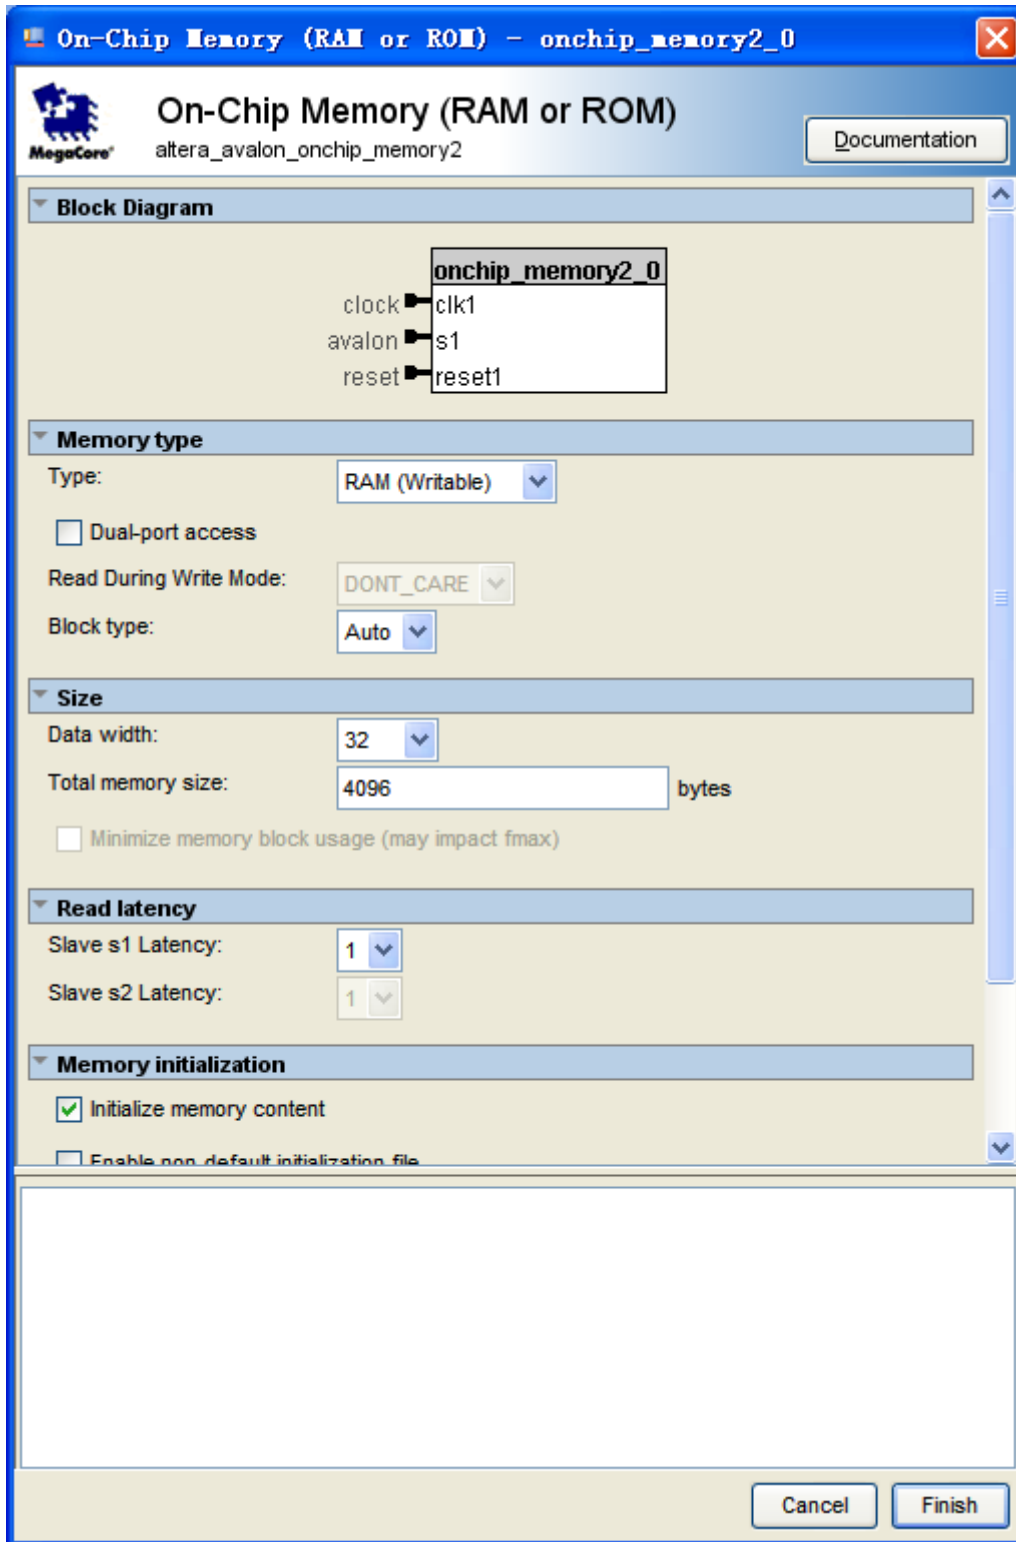 On-Chip Memory (RAM or ROM) - onchip_memory2_0
MegaCore®
On-Chip Memory (RAM or ROM)
altera_avalon_onchip_memory2
Documentation
Block Diagram
onchip_memory2_0
clock clk1
avalon s1
reset reset1
Memory type
Type: RAM (Writable)
Dual-port access
Read During Write Mode: DONT_CARE
Block type: Auto
Size
Data width: 32
Total memory size: 4096 bytes
Minimize memory block usage (may impact fmax)
Read latency
Slave s1 Latency: 1
Slave s2 Latency: 1
Memory initialization
Initialize memory content
Enable non-default initialization file
Cancel Finish